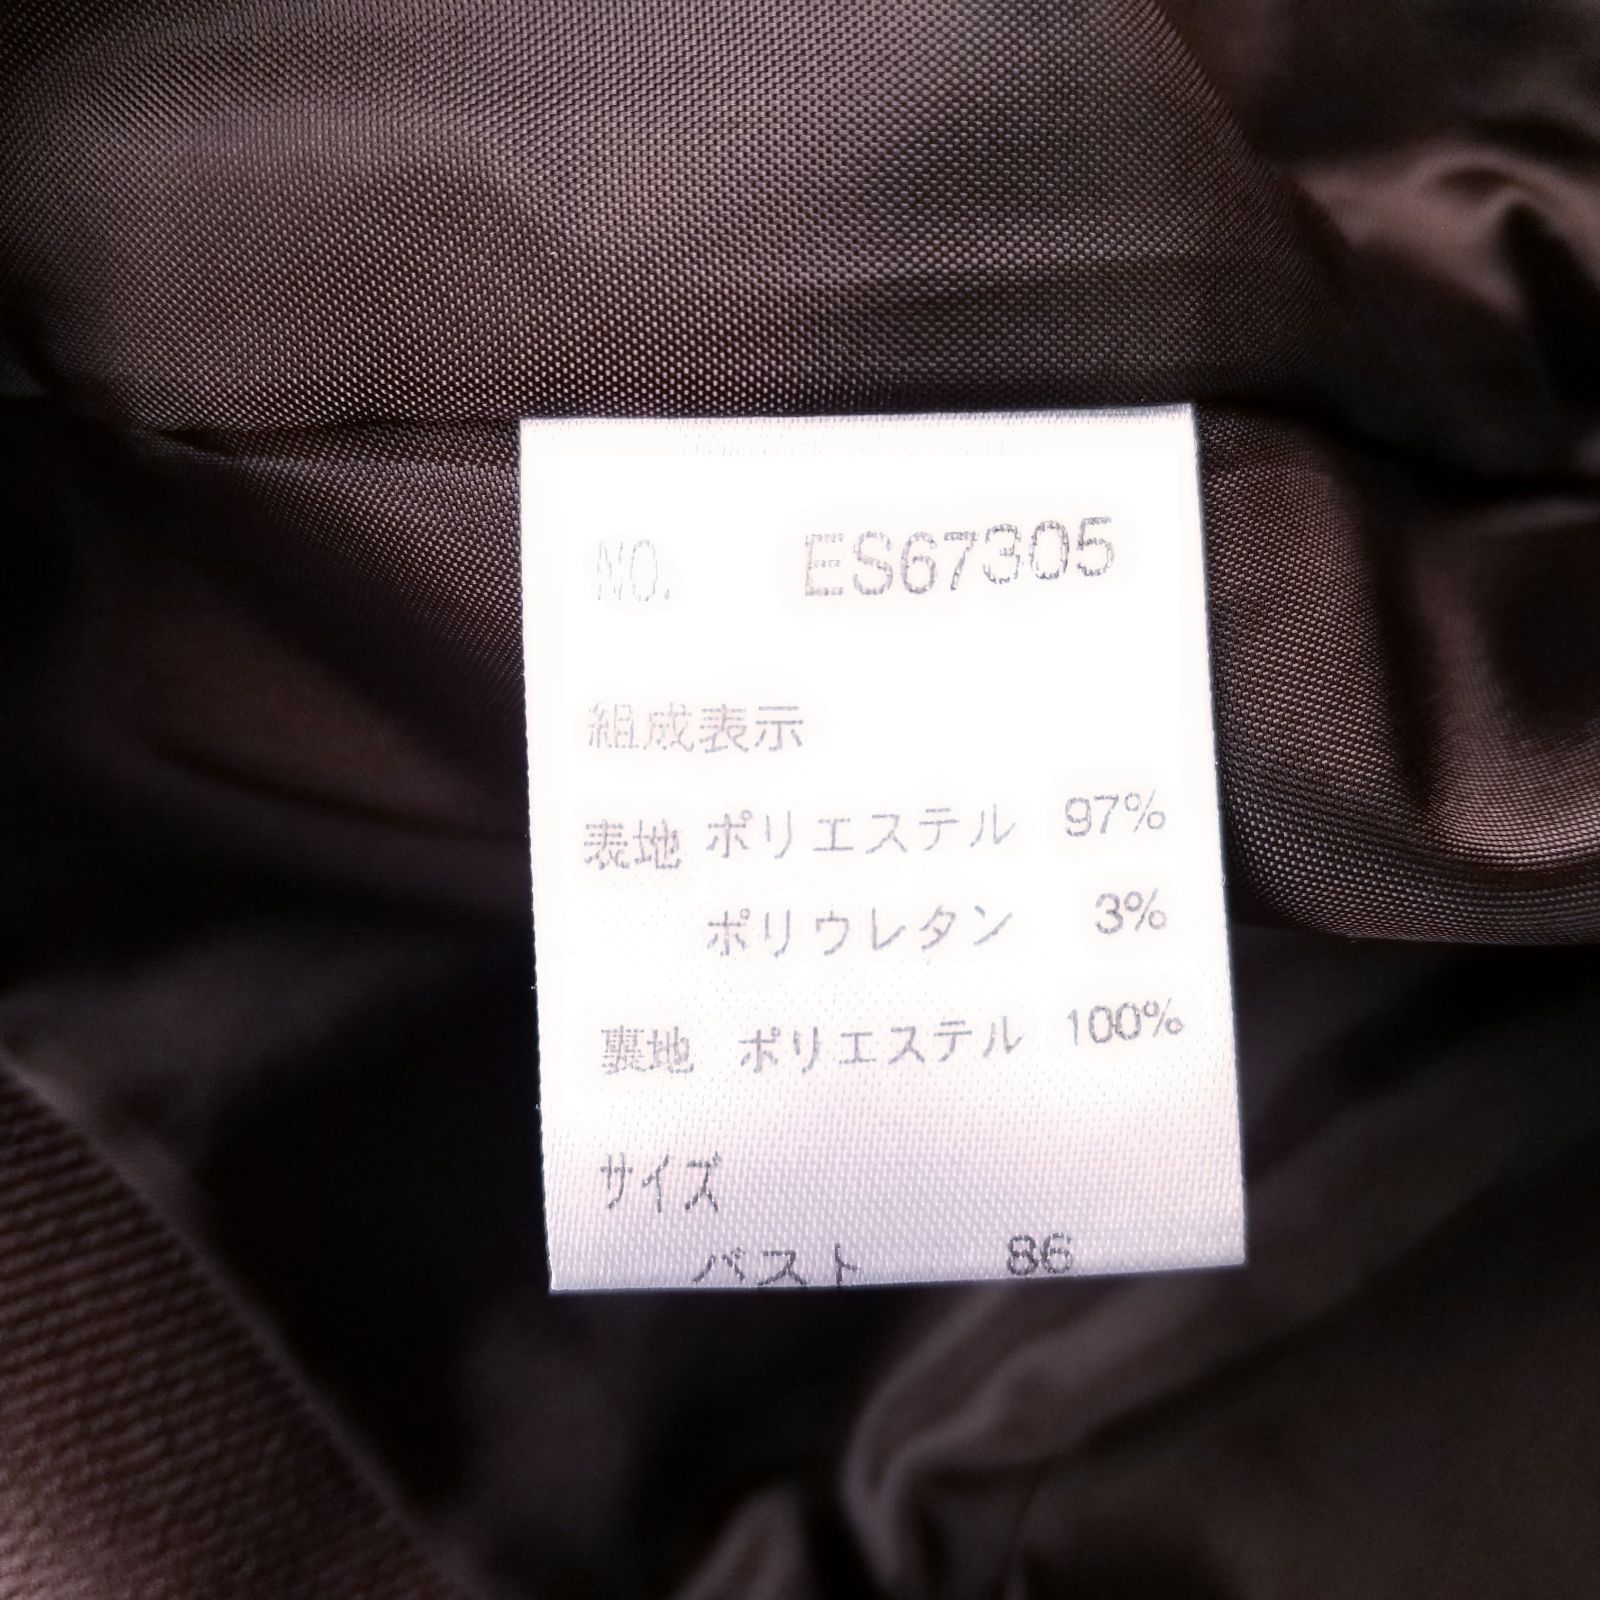 NO. ES67305
組成表示
表地 ポリエステル 97%
ポリウレタン 3%
裏地 ポリエステル 100%
サイズ
バスト 86